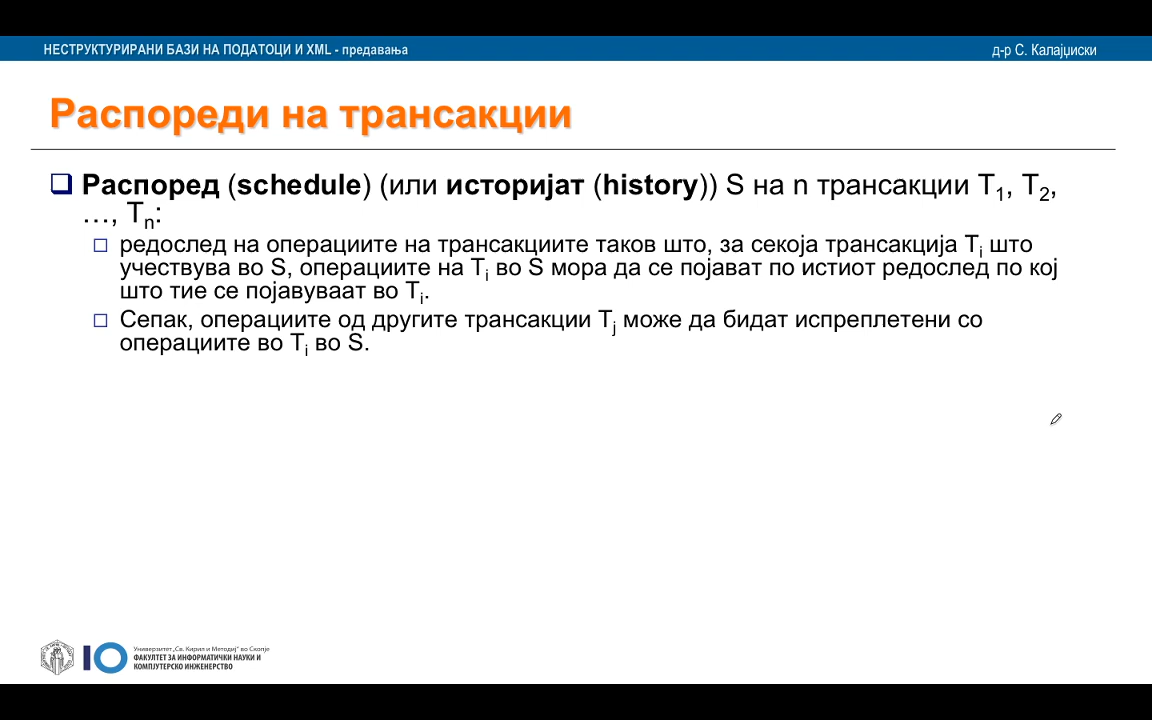 НЕСТРУКТУРИРАНИ БАЗИ НА ПОДАТОЦИ И XML - предавања
д-р С. Калајџиски
Распореди на трансакции
Распоред (schedule) (или историјат (history)) S на n трансакции T1, T2,
…, Tn:
редослед на операциите на трансакциите таков што, за секоја трансакција Ti што
учествува во S, операциите на Ti во S мора да се појават по истиот редослед по кој
што тие се појавуваат во Ti.
Сепак, операциите од другите трансакции Tj може да бидат испреплетени со
операциите во Ti во S.
Универзитет „Св. Кирил и Методиј“ во Скопје
ФАКУЛТЕТ ЗА ИНФОРМАТИЧКИ НАУКИ И
КОМПЈУТЕРСКО ИНЖЕНЕРСТВО